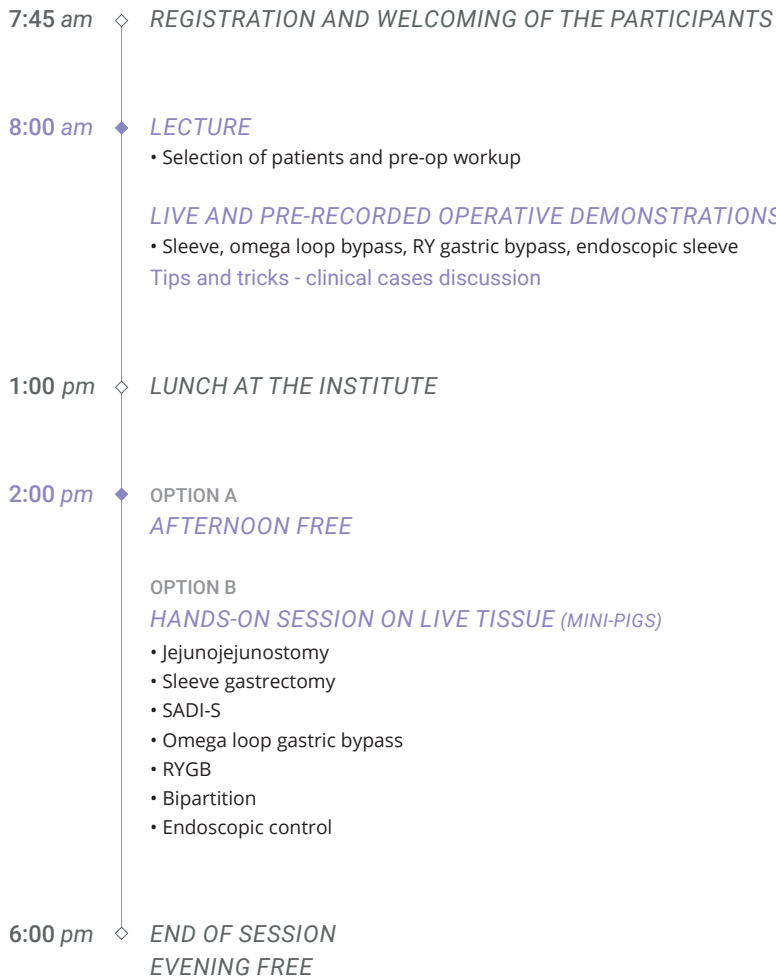 7:45 am REGISTRATION AND WELCOMING OF THE PARTICIPANTS
8:00 am LECTURE
• Selection of patients and pre-op workup
LIVE AND PRE-RECORDED OPERATIVE DEMONSTRATIONS
• Sleeve, omega loop bypass, RY gastric bypass, endoscopic sleeve
Tips and tricks - clinical cases discussion
1:00 pm LUNCH AT THE INSTITUTE
2:00 pm OPTION A
AFTERNOON FREE
OPTION B
HANDS-ON SESSION ON LIVE TISSUE (MINI-PIGS)
• Jejunojejunostomy
• Sleeve gastrectomy
• SADI-S
• Omega loop gastric bypass
• RYGB
• Bipartition
• Endoscopic control
6:00 pm END OF SESSION
EVENING FREE